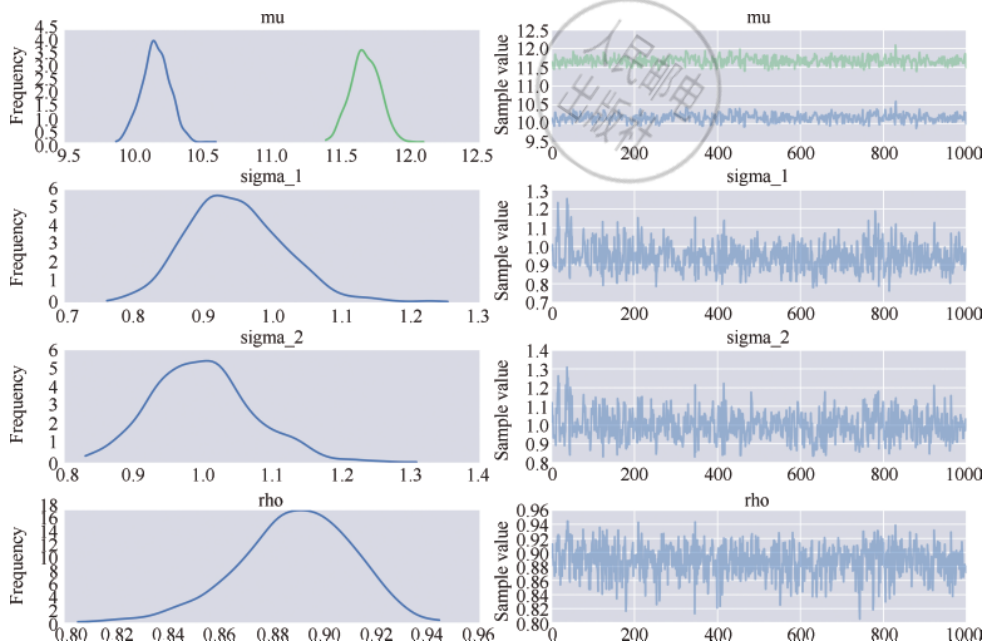 mu
4.5
4.0
3.5
3.0
2.5
2.0
1.5
1.0
0.5
0.0
Frequency
9.5 10.0 10.5 11.0 11.5 12.0 12.5
mu
12.5
12.0
11.5
11.0
10.5
10.0
9.5
Sample value
0 200 400 600 800 1000
人民邮电
出版社
sigma_1
6
5
4
3
2
1
0
Frequency
0.7 0.8 0.9 1.0 1.1 1.2 1.3
sigma_1
1.3
1.2
1.1
1.0
0.9
0.8
0.7
Sample value
0 200 400 600 800 1000
sigma_2
6
5
4
3
2
1
0
Frequency
0.8 0.9 1.0 1.1 1.2 1.3 1.4
sigma_2
1.4
1.3
1.2
1.1
1.0
0.9
0.8
Sample value
0 200 400 600 800 1000
rho
18
16
14
12
10
8
6
4
2
0
Frequency
0.80 0.82 0.84 0.86 0.88 0.90 0.92 0.94 0.96
rho
0.96
0.94
0.92
0.90
0.88
0.86
0.84
0.82
0.80
Sample value
0 200 400 600 800 1000